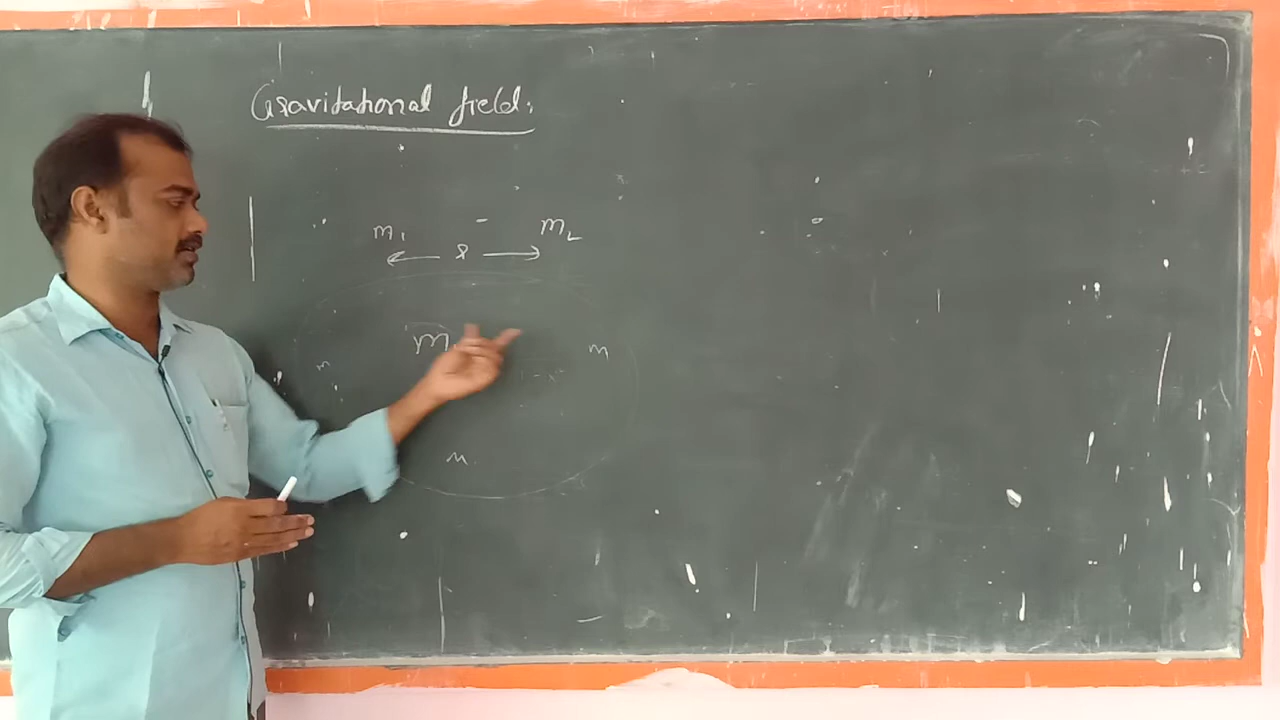 Gravitational field:
m₁ m₂
← r →
m m
m
m